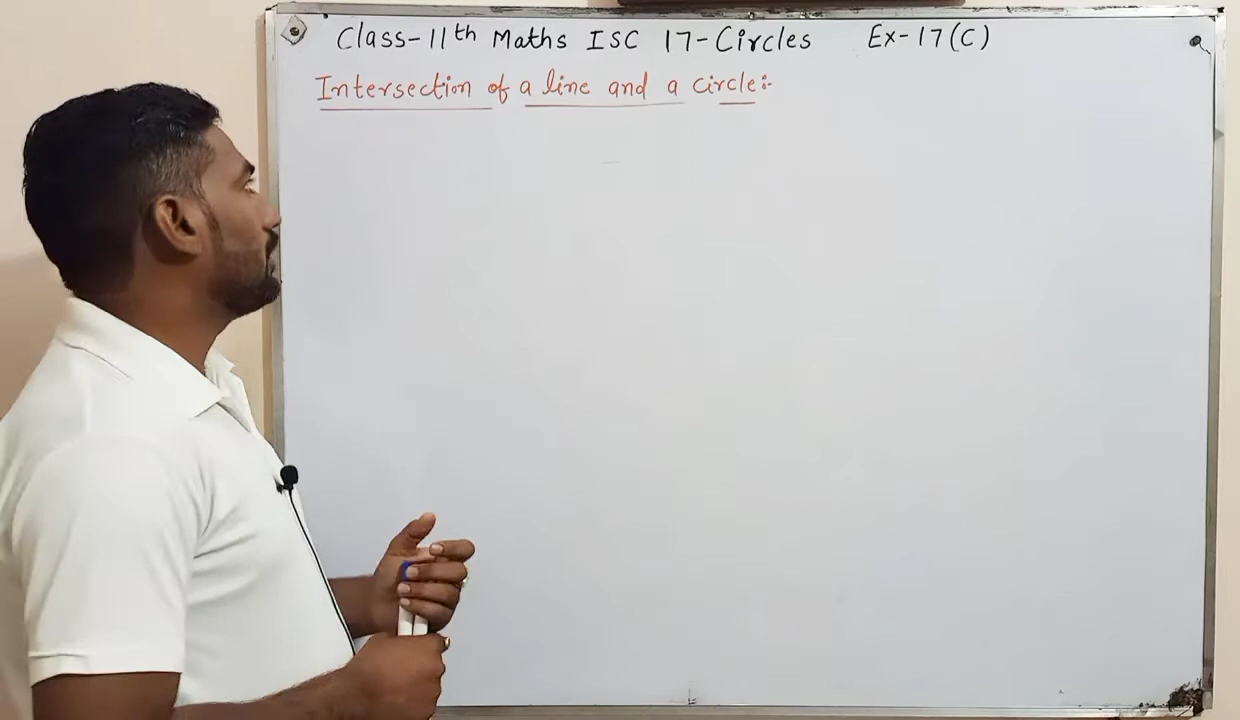 Class-11th Maths ISC 17-Circles Ex-17(C)
Intersection of a line and a circle:-